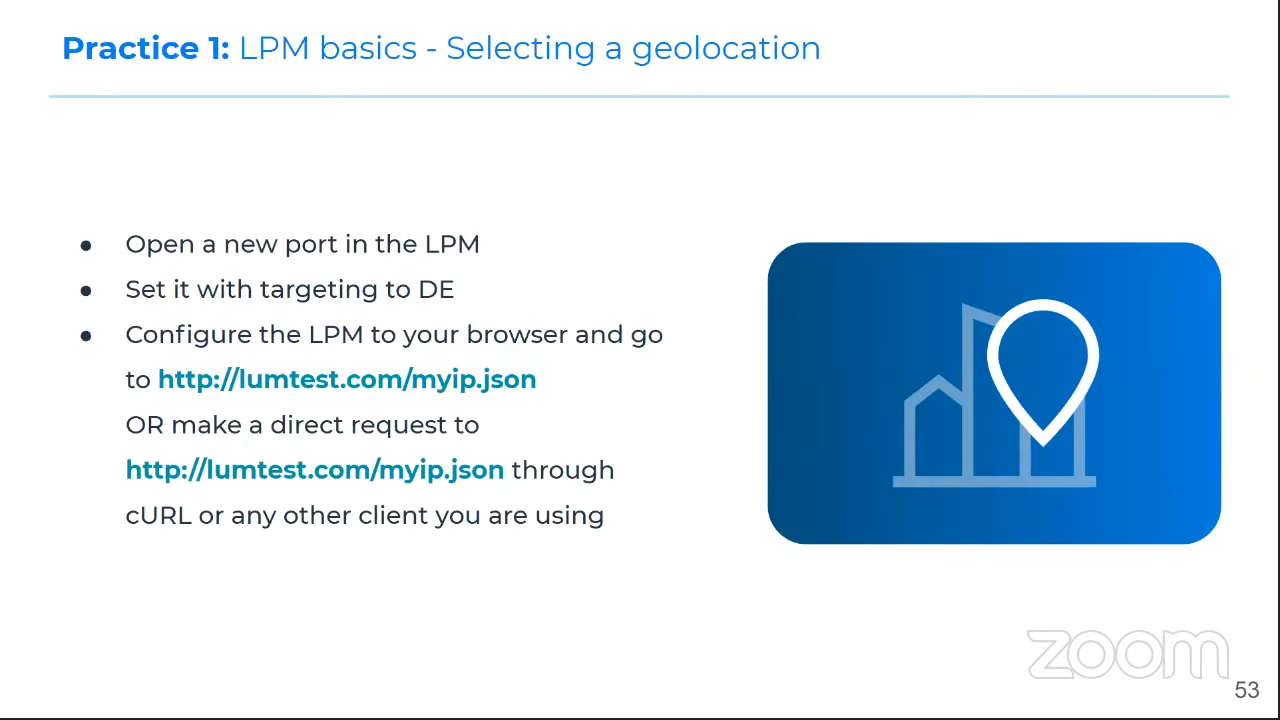 Practice 1: LPM basics - Selecting a geolocation
● Open a new port in the LPM
● Set it with targeting to DE
● Configure the LPM to your browser and go
to http://lumtest.com/myip.json
OR make a direct request to
http://lumtest.com/myip.json through
cURL or any other client you are using
zoom
53